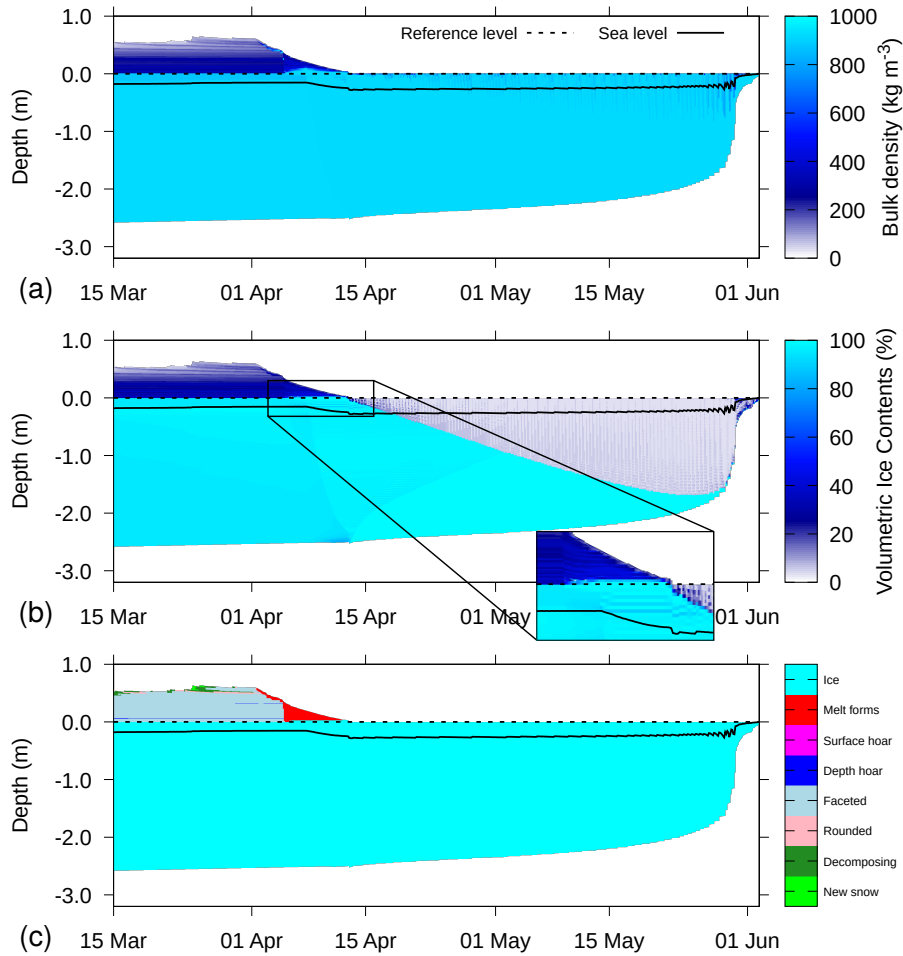 1.0
0.0
-1.0
-2.0
-3.0
Depth (m)
Reference level
Sea level
15 Mar
01 Apr
15 Apr
01 May
15 May
01 Jun
(a)
1000
800
600
400
200
0
Bulk density (kg m-3)
1.0
0.0
-1.0
-2.0
-3.0
Depth (m)
15 Mar
01 Apr
15 Apr
01 May
15 May
01 Jun
(b)
100
80
60
40
20
0
Volumetric Ice Contents (%)
1.0
0.0
-1.0
-2.0
-3.0
Depth (m)
15 Mar
01 Apr
15 Apr
01 May
15 May
01 Jun
(c)
Ice
Melt forms
Surface hoar
Depth hoar
Faceted
Rounded
Decomposing
New snow